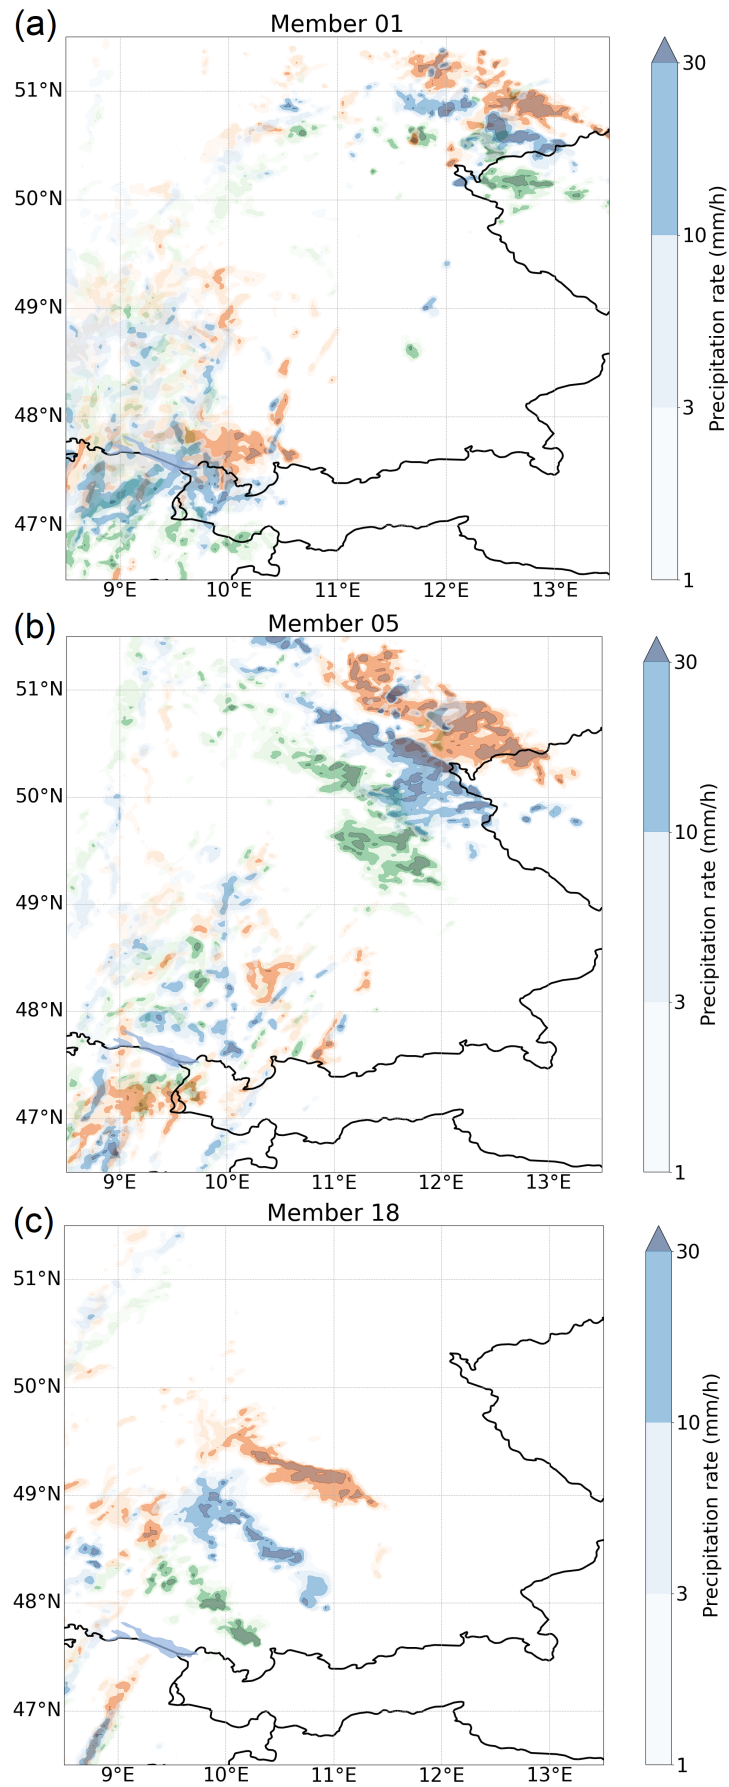 (a)
Member 01
51°N
50°N
49°N
48°N
47°N
9°E 10°E 11°E 12°E 13°E
30
10
3
1
Precipitation rate (mm/h)
(b)
Member 05
51°N
50°N
49°N
48°N
47°N
9°E 10°E 11°E 12°E 13°E
30
10
3
1
Precipitation rate (mm/h)
(c)
Member 18
51°N
50°N
49°N
48°N
47°N
9°E 10°E 11°E 12°E 13°E
30
10
3
1
Precipitation rate (mm/h)